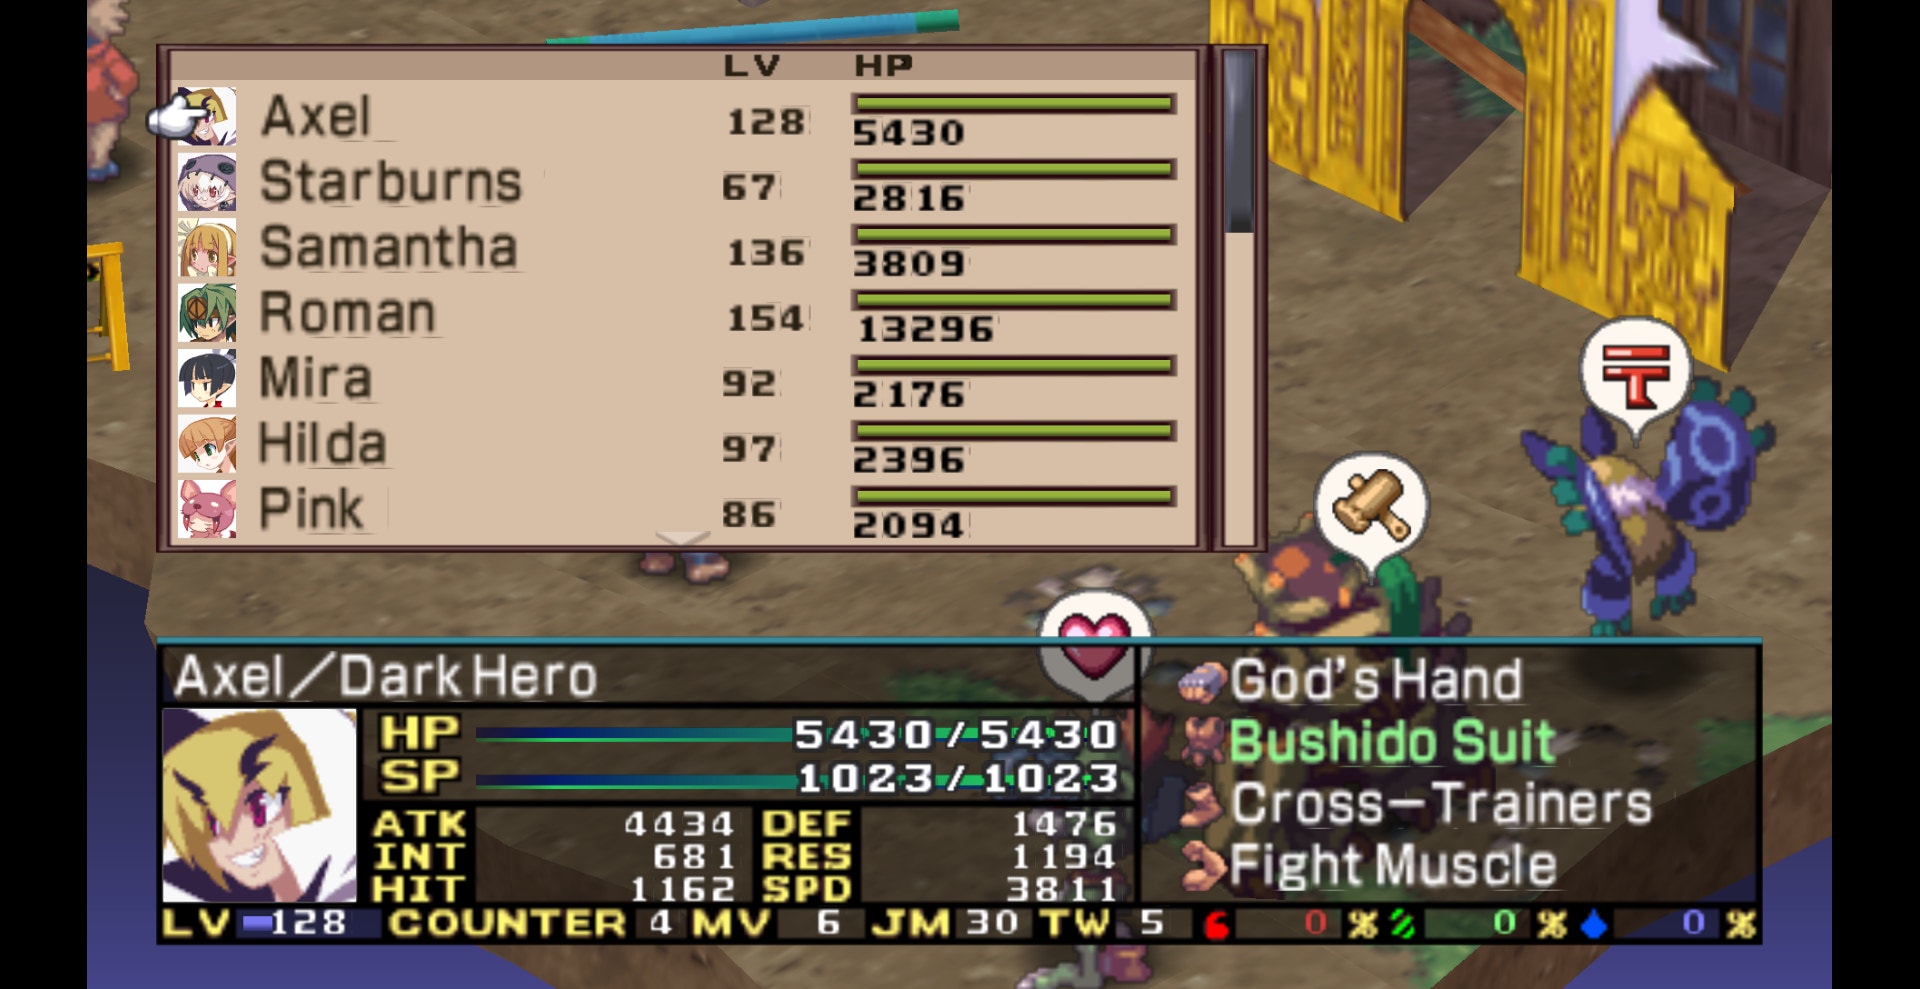 LV HP
Axel 128 5430
Starburns 67 2816
Samantha 136 3809
Roman 154 13296
Mira 92 2176
Hilda 97 2396
Pink 86 2094
Axel/Dark Hero
HP 5430/5430
SP 1023/1023
ATK 4434 DEF 1476
INT 681 RES 1194
HIT 1162 SPD 3811
God's Hand
Bushido Suit
Cross-Trainers
Fight Muscle
LV 128 COUNTER 4 MV 6 JM 30 TW 5 0 % 0 % 0 %